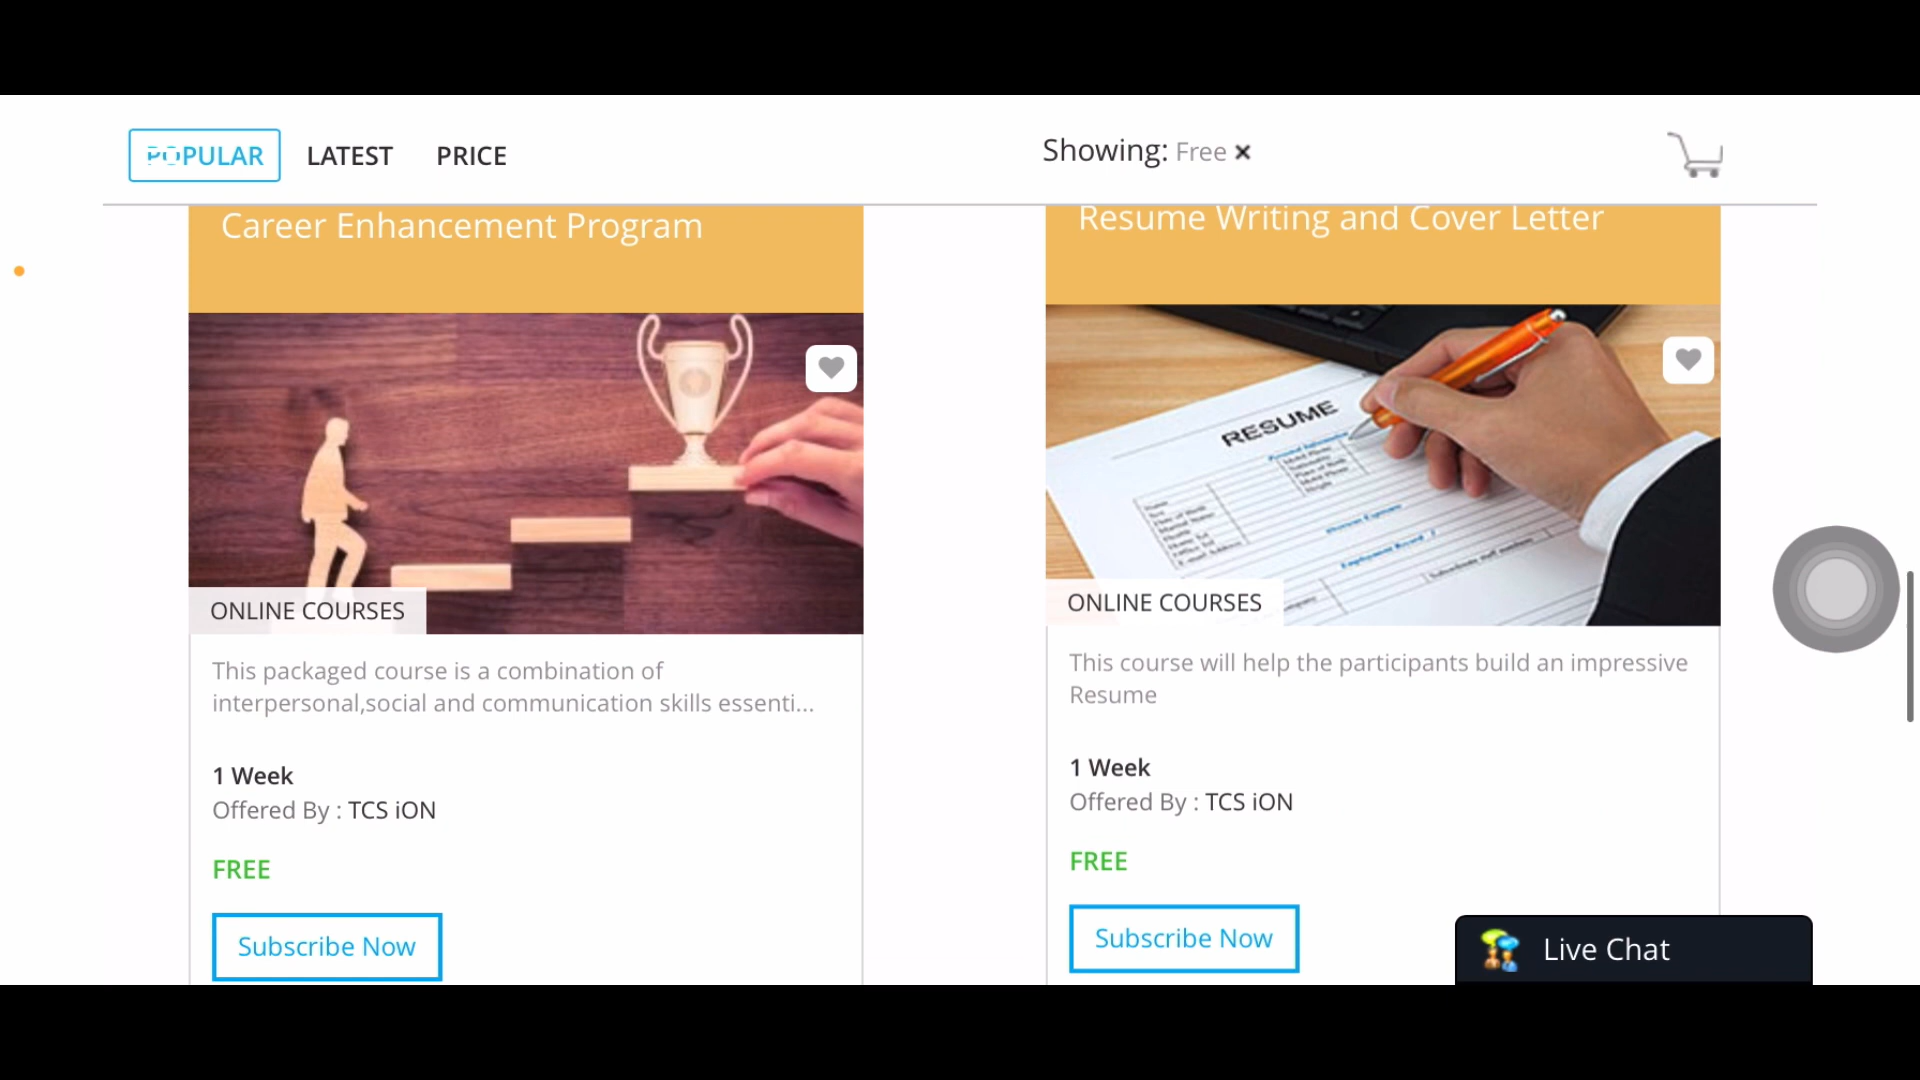 POPULAR LATEST PRICE
Showing: Free ×
Career Enhancement Program
ONLINE COURSES
This packaged course is a combination of
interpersonal,social and communication skills essenti...
1 Week
Offered By : TCS iON
FREE
Subscribe Now
Resume Writing and Cover Letter
RESUME
ONLINE COURSES
This course will help the participants build an impressive
Resume
1 Week
Offered By : TCS iON
FREE
Subscribe Now
Live Chat